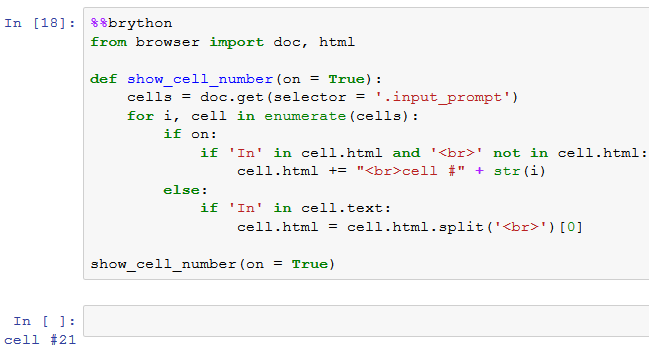 In [18]: %%brython
from browser import doc, html

def show_cell_number(on = True):
    cells = doc.get(selector = '.input_prompt')
    for i, cell in enumerate(cells):
        if on:
            if 'In' in cell.html and '<br>' not in cell.html:
                cell.html += "<br>cell #" + str(i)
        else:
            if 'In' in cell.text:
                cell.html = cell.html.split('<br>')[0]

show_cell_number(on = True)

In [ ]:
cell #21